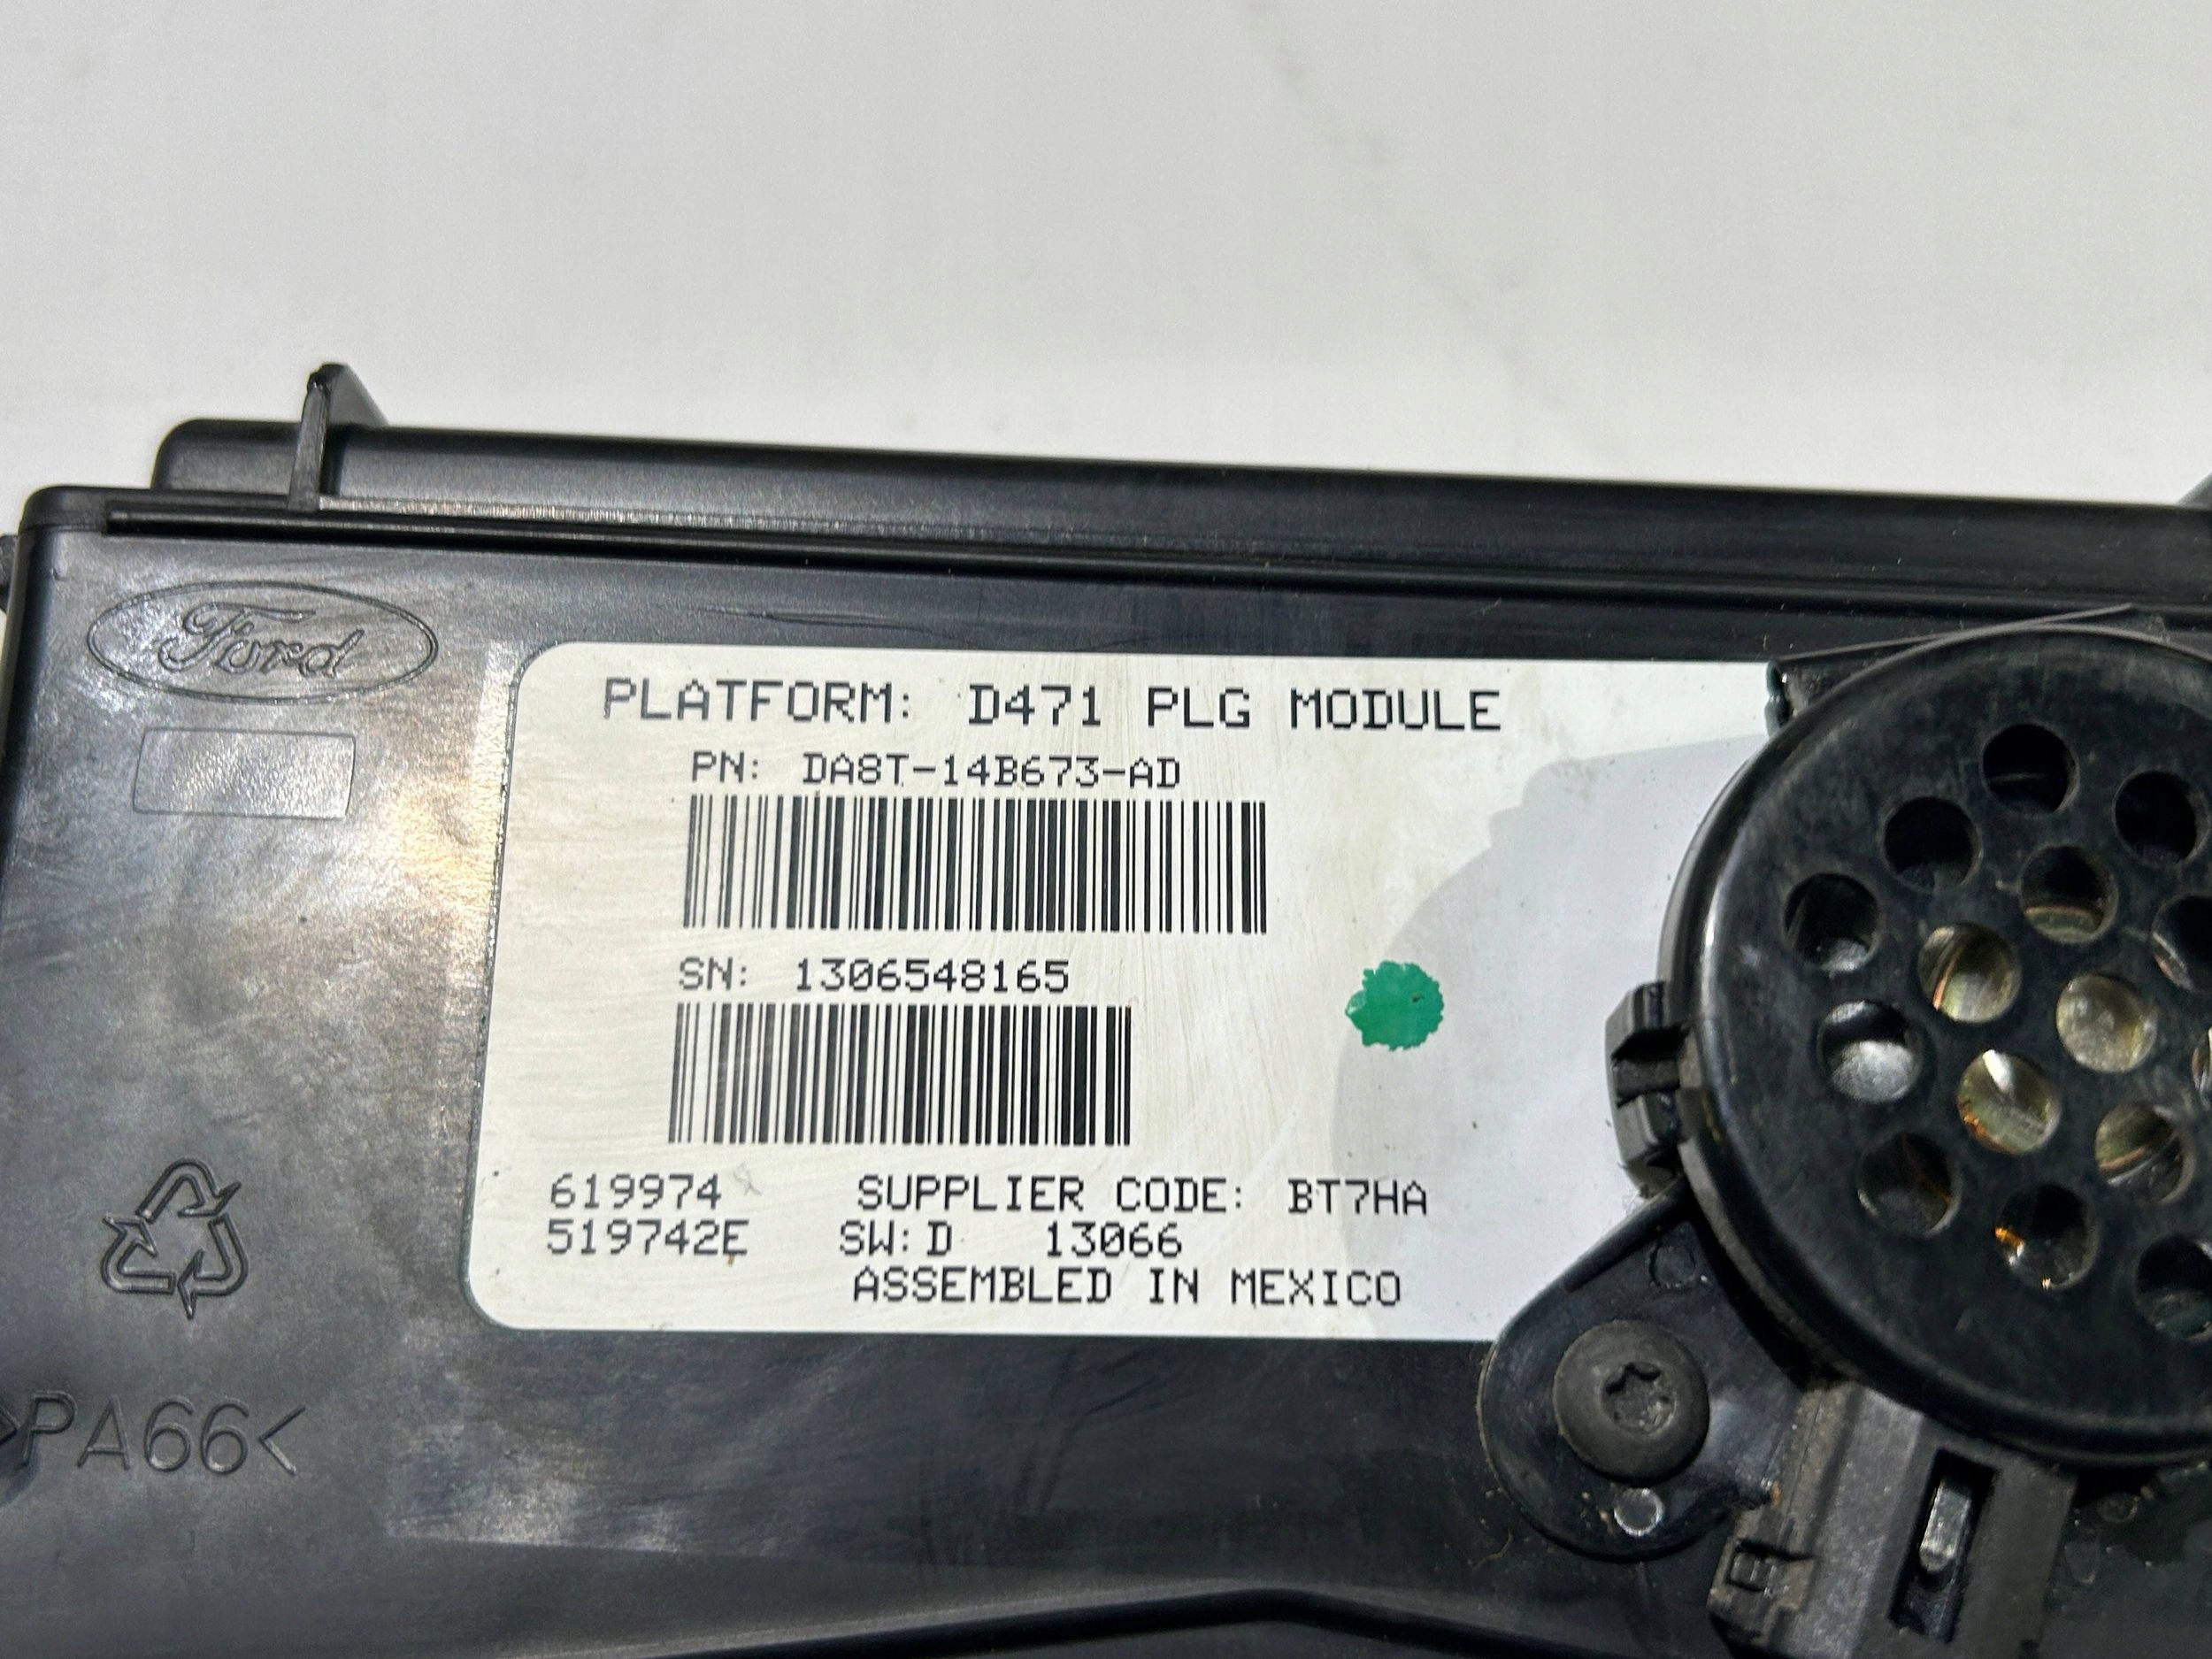 Ford
PLATFORM: D471 PLG MODULE
PN: DA8T-14B673-AD
SN: 1306548165
619974 SUPPLIER CODE: BT7HA
519742E SW: D 13066
ASSEMBLED IN MEXICO
>PA66<